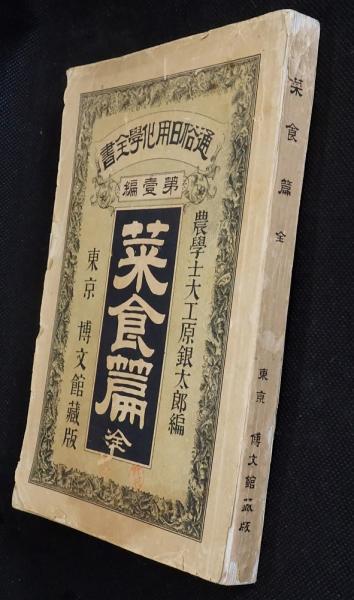 通俗日用化學全書
第壹編
農學士大工原銀太郎編
菜食篇 全
東京 博文館藏版
菜食篇 全
東京 博文館藏版